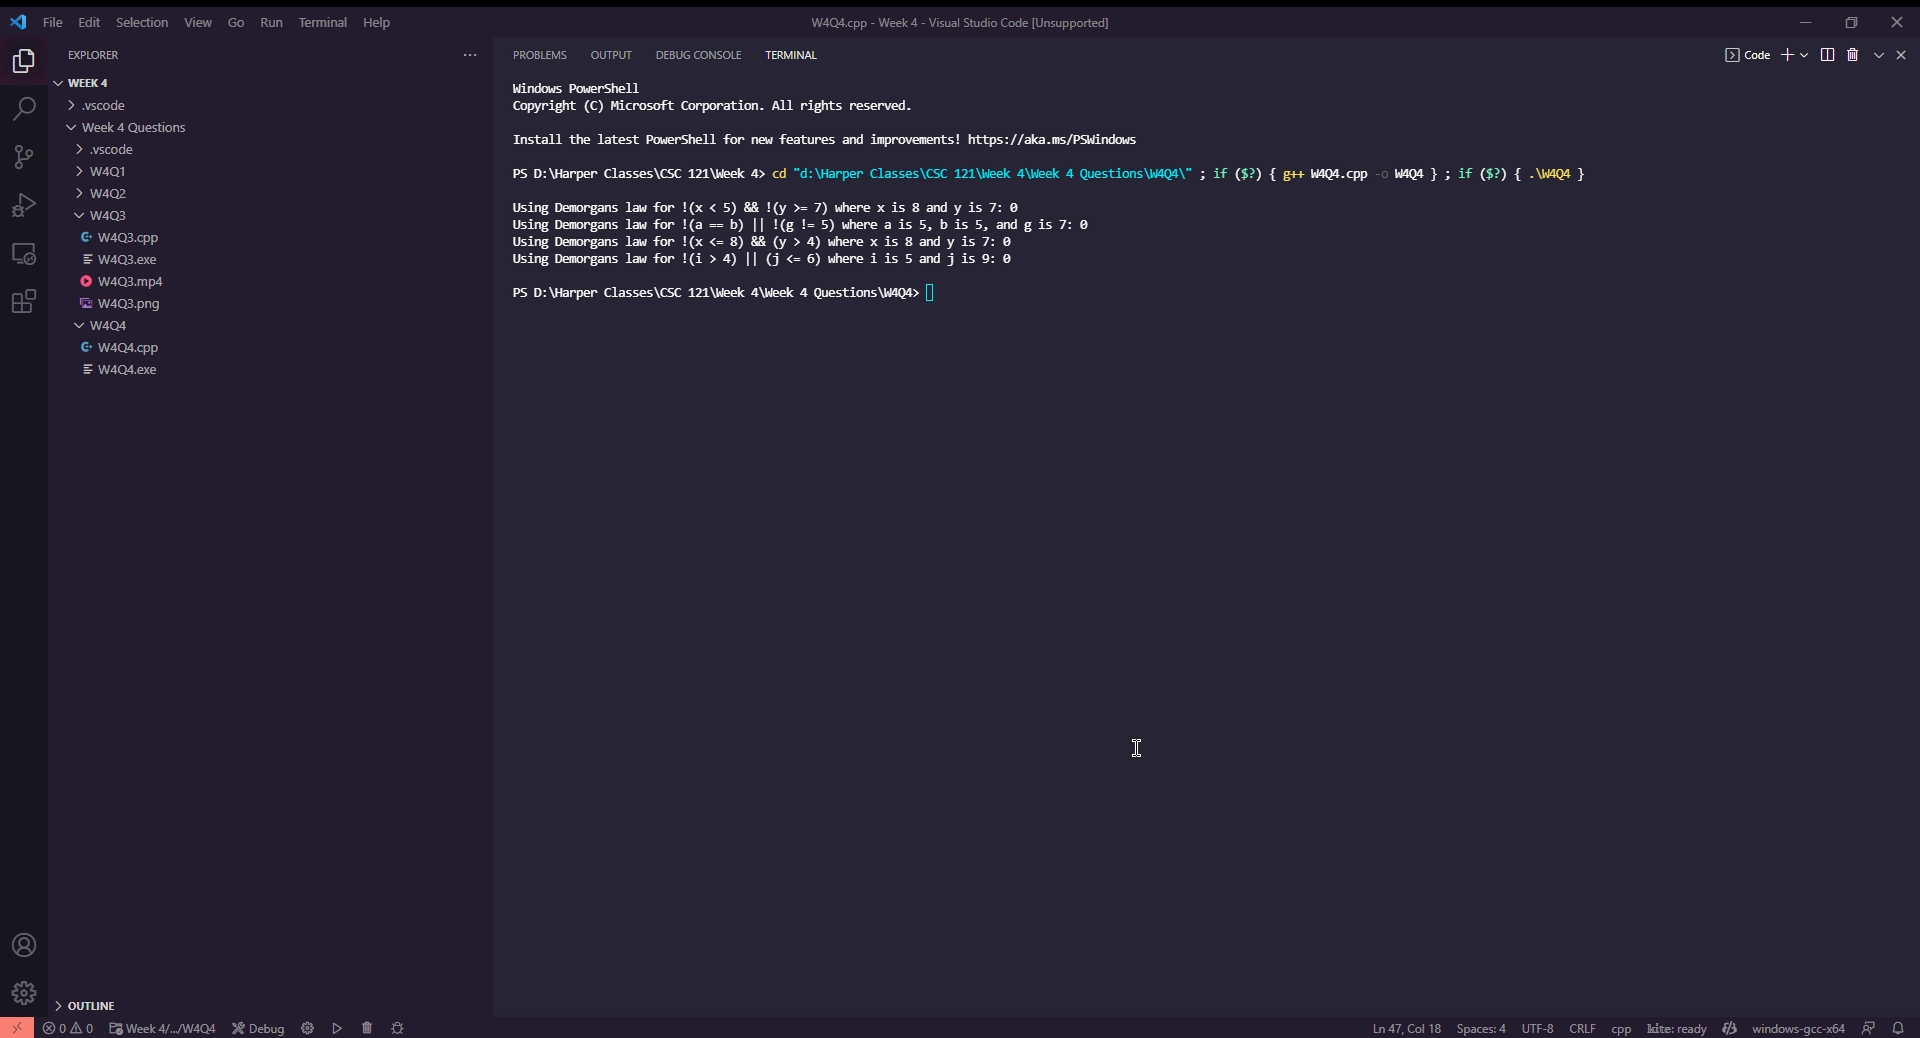 File Edit Selection View Go Run Terminal Help
W4Q4.cpp - Week 4 - Visual Studio Code [Unsupported]
EXPLORER
WEEK 4
.vscode
Week 4 Questions
.vscode
W4Q1
W4Q2
W4Q3
W4Q3.cpp
W4Q3.exe
W4Q3.mp4
W4Q3.png
W4Q4
W4Q4.cpp
W4Q4.exe
OUTLINE
PROBLEMS OUTPUT DEBUG CONSOLE TERMINAL
Code
Windows PowerShell
Copyright (C) Microsoft Corporation. All rights reserved.
Install the latest PowerShell for new features and improvements! https://aka.ms/PSWindows
PS D:\Harper Classes\CSC 121\Week 4> cd "d:\Harper Classes\CSC 121\Week 4\Week 4 Questions\W4Q4\" ; if ($?) { g++ W4Q4.cpp -o W4Q4 } ; if ($?) { .\W4Q4 }
Using Demorgans law for !(x < 5) && !(y >= 7) where x is 8 and y is 7: 0
Using Demorgans law for !(a == b) || !(g != 5) where a is 5, b is 5, and g is 7: 0
Using Demorgans law for !(x <= 8) && (y > 4) where x is 8 and y is 7: 0
Using Demorgans law for !(i > 4) || (j <= 6) where i is 5 and j is 9: 0
PS D:\Harper Classes\CSC 121\Week 4\Week 4 Questions\W4Q4>
0 0 Week 4/.../W4Q4 Debug
Ln 47, Col 18 Spaces: 4 UTF-8 CRLF cpp kite: ready windows-gcc-x64